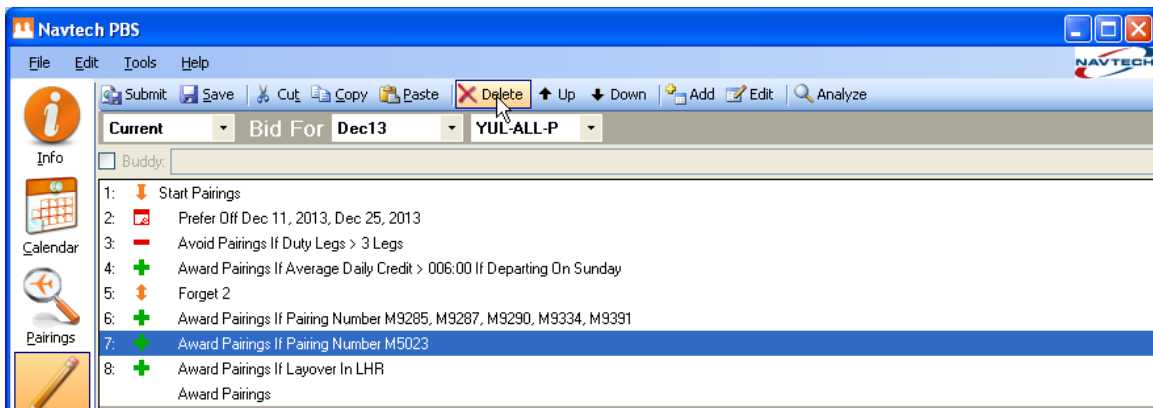 Navtech PBS
File Edit Tools Help
NAVTECH
Submit Save Cut Copy Paste Delete Up Down Add Edit Analyze
Current Bid For Dec13 YUL-ALL-P
Info
Buddy:
1: Start Pairings
2: Prefer Off Dec 11, 2013, Dec 25, 2013
Calendar
3: Avoid Pairings If Duty Legs > 3 Legs
4: Award Pairings If Average Daily Credit > 006:00 If Departing On Sunday
5: Forget 2
6: Award Pairings If Pairing Number M9285, M9287, M9290, M9334, M9391
Pairings
7: Award Pairings If Pairing Number M5023
8: Award Pairings If Layover In LHR
Award Pairings